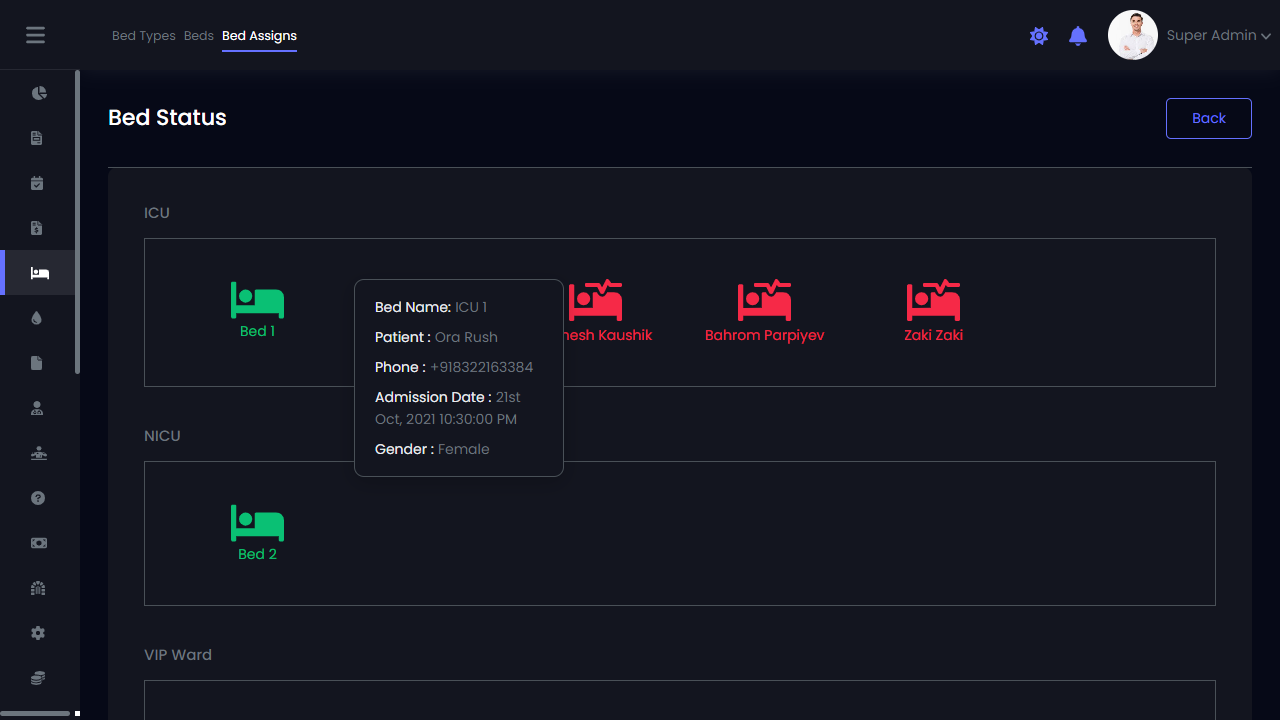 Bed Types Beds Bed Assigns
Super Admin
Bed Status
Back
ICU
Bed 1
Bed Name: ICU 1
Patient : Ora Rush
Phone : +918322163384
Admission Date : 21st
Oct, 2021 10:30:00 PM
Gender : Female
Kaushik
Bahrom Parpiyev
Zaki Zaki
NICU
Bed 2
VIP Ward